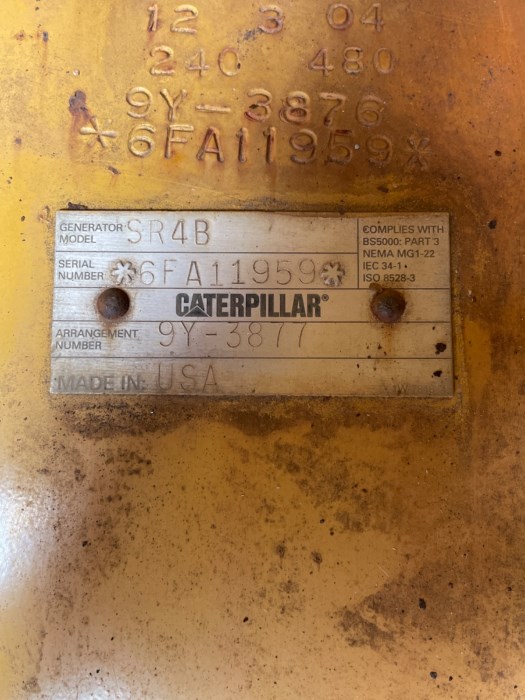 12 3 04
240 480
9Y-3876
*6FA11959*
GENERATOR MODEL SR4B
SERIAL NUMBER *6FA11959*
COMPLIES WITH
BS5000: PART 3
NEMA MG1-22
IEC 34-1
ISO 8528-3
CATERPILLAR®
ARRANGEMENT NUMBER 9Y-3877
MADE IN: USA